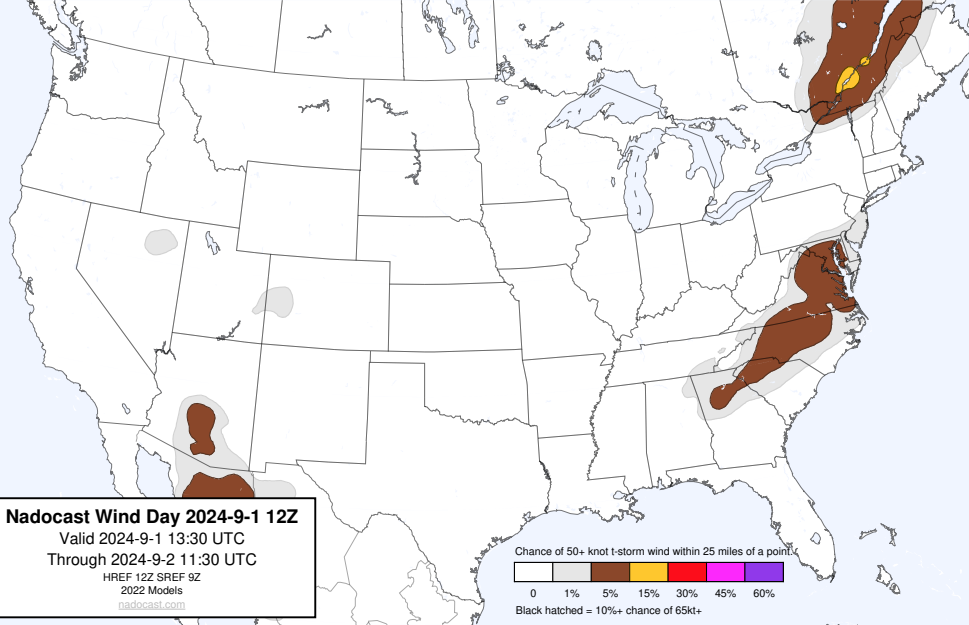 Nadocast Wind Day 2024-9-1 12Z
Valid 2024-9-1 13:30 UTC
Through 2024-9-2 11:30 UTC
HREF 12Z SREF 9Z
2022 Models
nadocast.com
Chance of 50+ knot t-storm wind within 25 miles of a point.
0 1% 5% 15% 30% 45% 60%
Black hatched = 10%+ chance of 65kt+